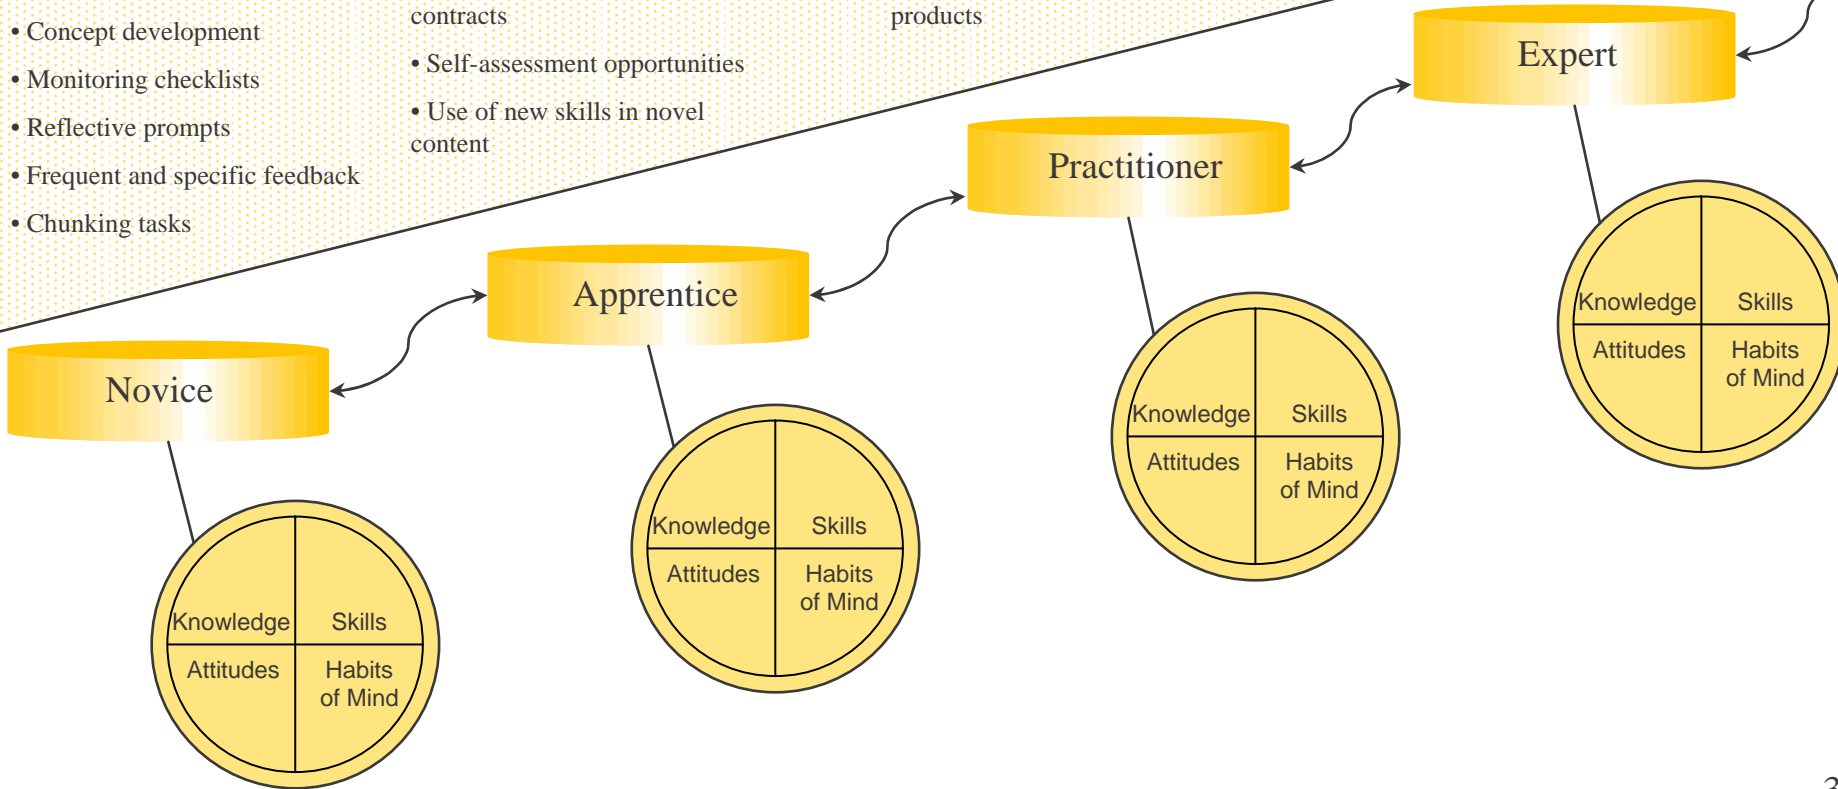 • Concept development
• Monitoring checklists
• Reflective prompts
• Frequent and specific feedback
• Chunking tasks
contracts
• Self-assessment opportunities
• Use of new skills in novel
content
products
Expert
Practitioner
Apprentice
Novice
Knowledge Skills
Attitudes Habits
of Mind
Knowledge Skills
Attitudes Habits
of Mind
Knowledge Skills
Attitudes Habits
of Mind
Knowledge Skills
Attitudes Habits
of Mind
3